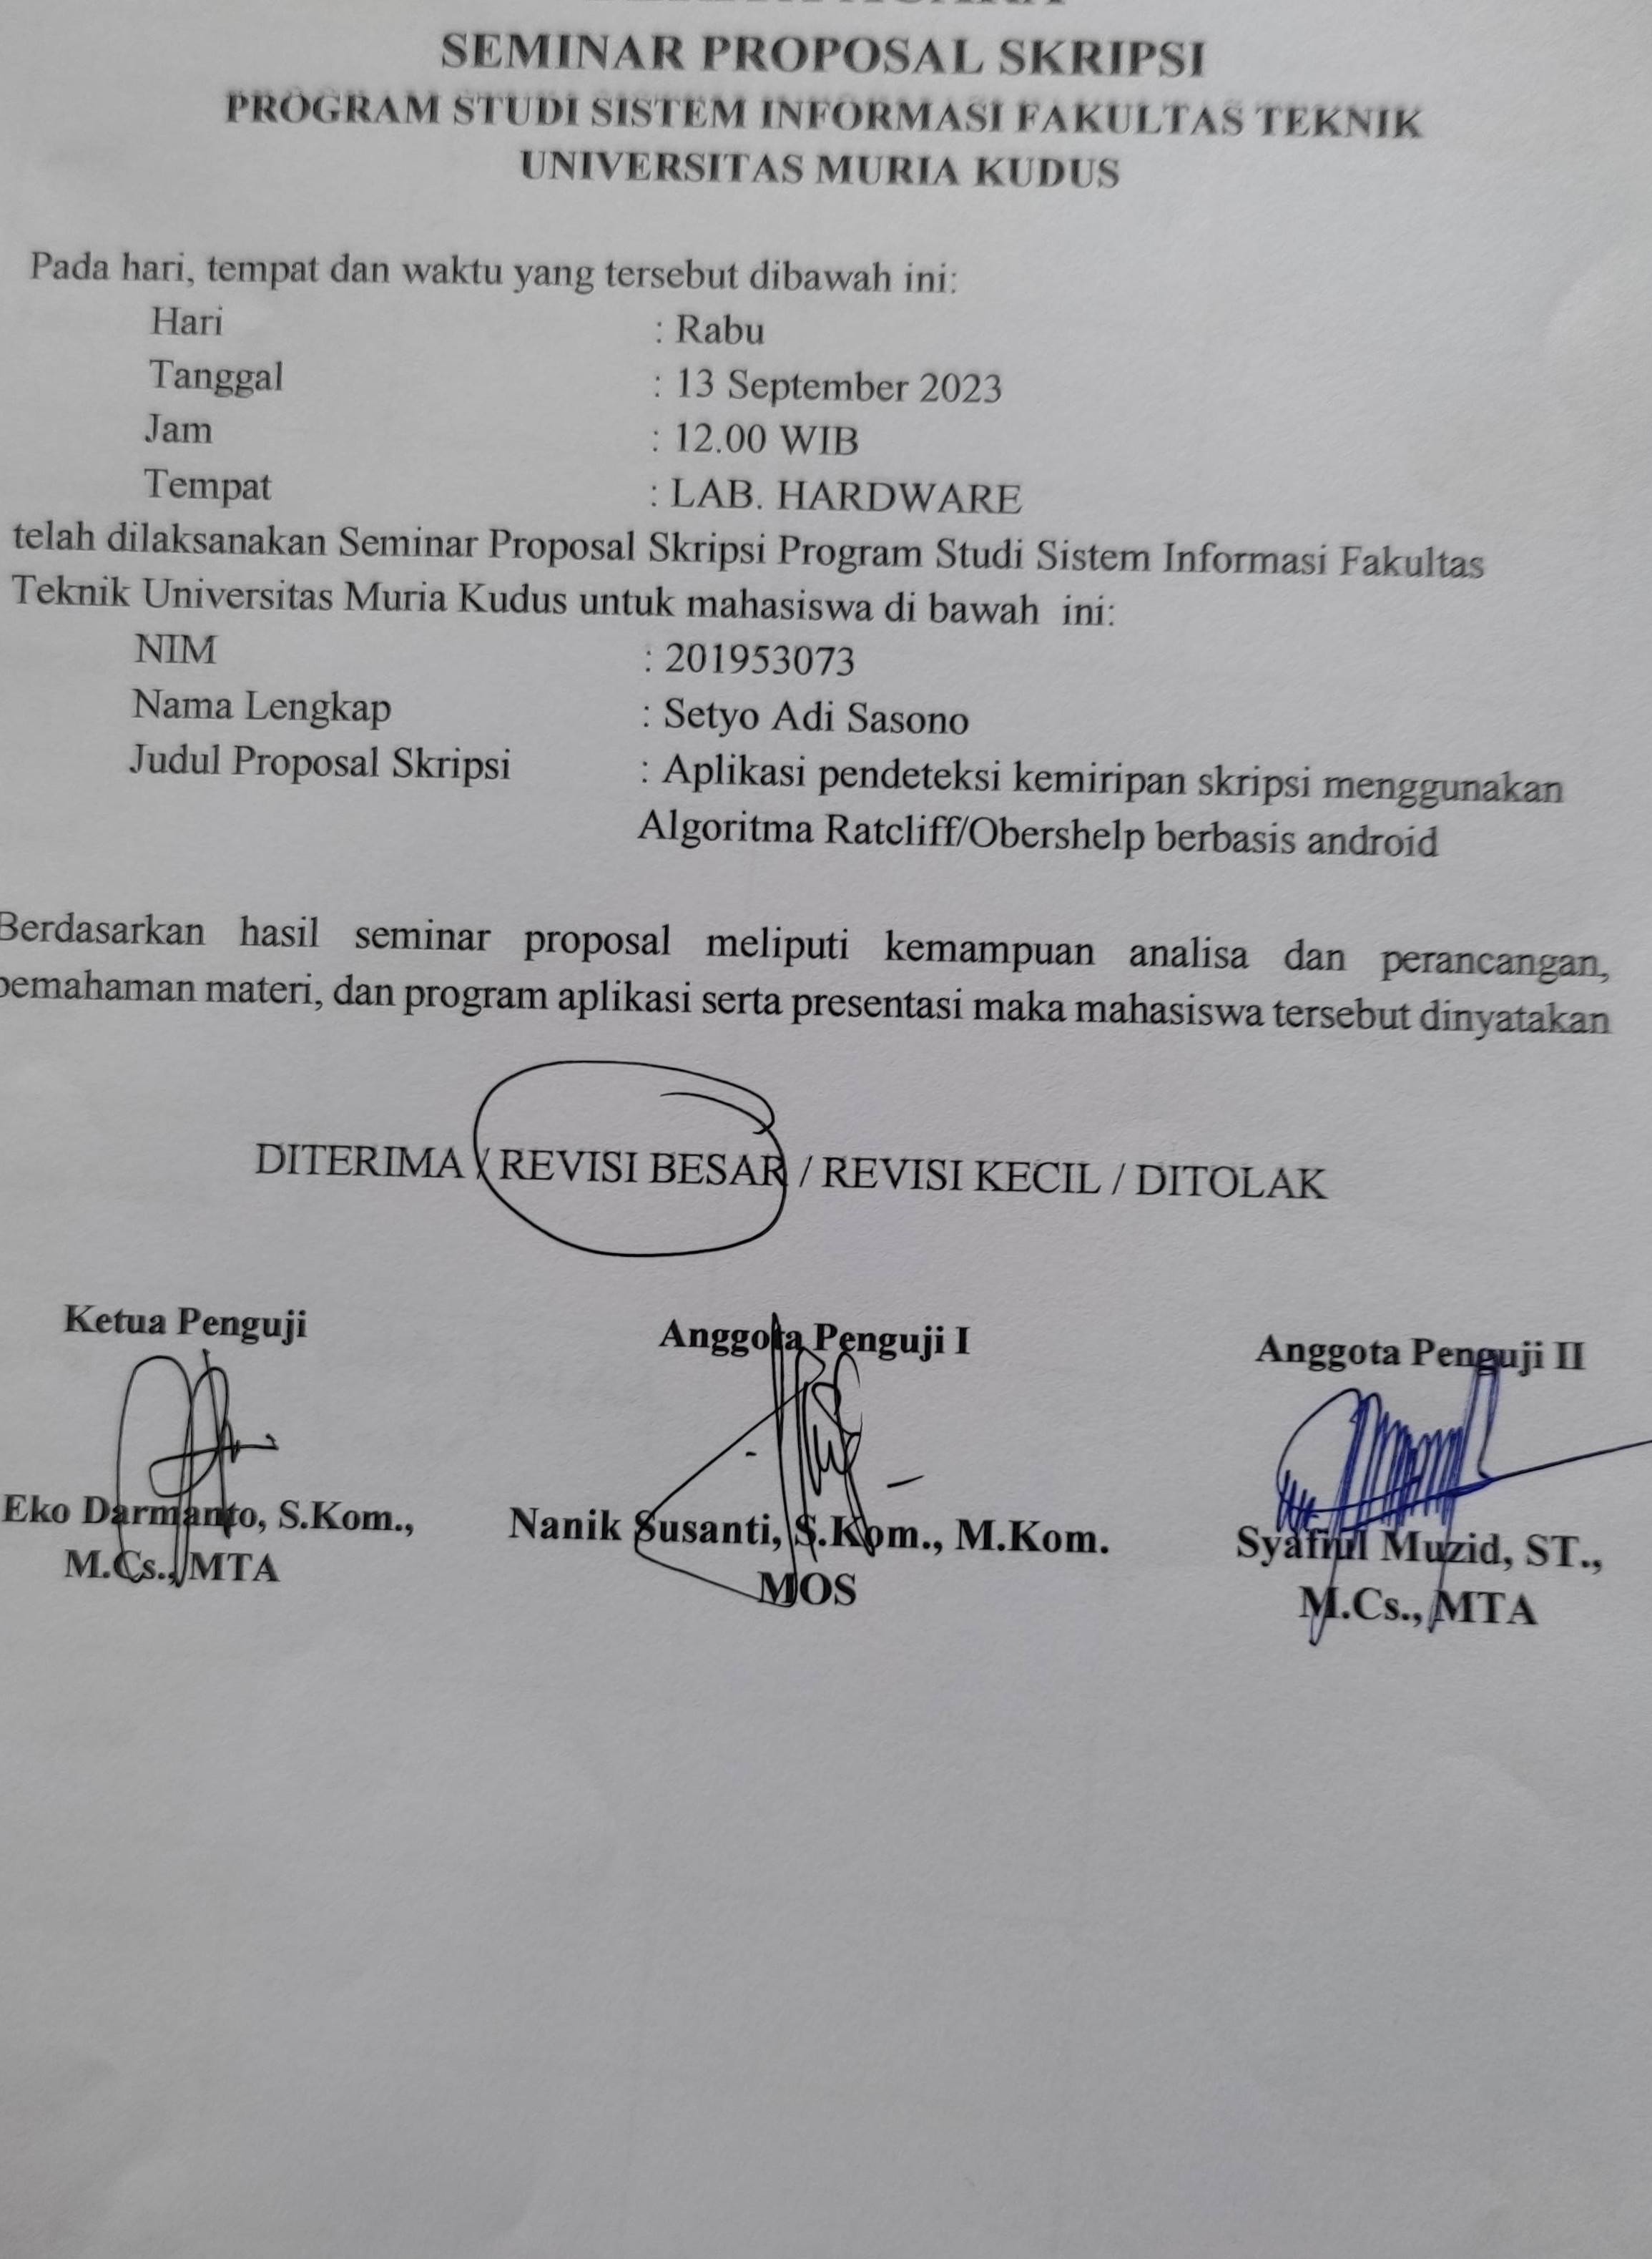 SEMINAR PROPOSAL SKRIPSI
PROGRAM STUDI SISTEM INFORMASI FAKULTAS TEKNIK
UNIVERSITAS MURIA KUDUS
Pada hari, tempat dan waktu yang tersebut dibawah ini:
Hari : Rabu
Tanggal : 13 September 2023
Jam : 12.00 WIB
Tempat : LAB. HARDWARE
telah dilaksanakan Seminar Proposal Skripsi Program Studi Sistem Informasi Fakultas
Teknik Universitas Muria Kudus untuk mahasiswa di bawah ini:
NIM : 201953073
Nama Lengkap : Setyo Adi Sasono
Judul Proposal Skripsi : Aplikasi pendeteksi kemiripan skripsi menggunakan
Algoritma Ratcliff/Obershelp berbasis android
Berdasarkan hasil seminar proposal meliputi kemampuan analisa dan perancangan,
pemahaman materi, dan program aplikasi serta presentasi maka mahasiswa tersebut dinyatakan
DITERIMA / REVISI BESAR / REVISI KECIL / DITOLAK
Ketua Penguji Anggota Penguji I Anggota Penguji II
Eko Darmanto, S.Kom., Nanik Susanti, S.Kom., M.Kom. Syafiul Muzid, ST.,
M.Cs., MTA MOS M.Cs., MTA